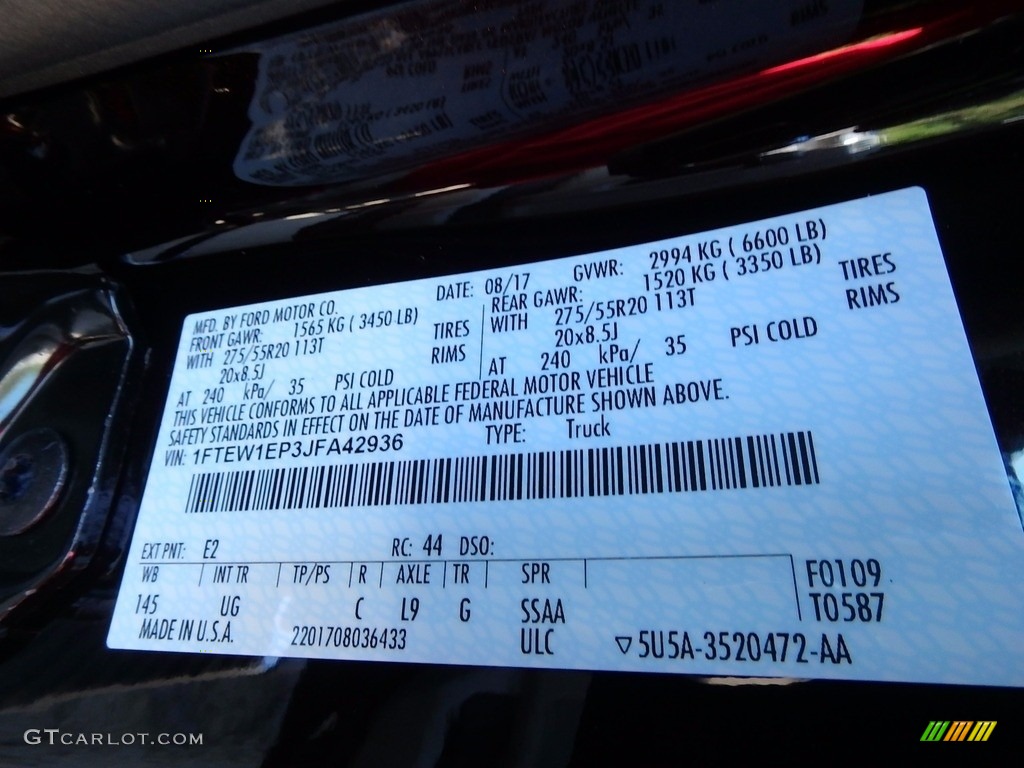 MFD. BY FORD MOTOR CO. DATE: 08/17 GVWR: 2994 KG ( 6600 LB)
FRONT GAWR: 1565 KG ( 3450 LB) REAR GAWR: 1520 KG ( 3350 LB)
WITH 275/55R20 113T TIRES WITH 275/55R20 113T TIRES
20x8.5J RIMS 20x8.5J RIMS
AT 240 kPa/ 35 PSI COLD AT 240 kPa/ 35 PSI COLD
THIS VEHICLE CONFORMS TO ALL APPLICABLE FEDERAL MOTOR VEHICLE
SAFETY STANDARDS IN EFFECT ON THE DATE OF MANUFACTURE SHOWN ABOVE.
VIN: 1FTEW1EP3JFA42936 TYPE: Truck
EXT PNT: E2 RC: 44 DSO:
WB INT TR TP/PS R AXLE TR SPR F0109
145 UG C L9 G SSAA T0587
MADE IN U.S.A. 2201708036433 ULC ▽5U5A-3520472-AA
GTCARLOT.COM